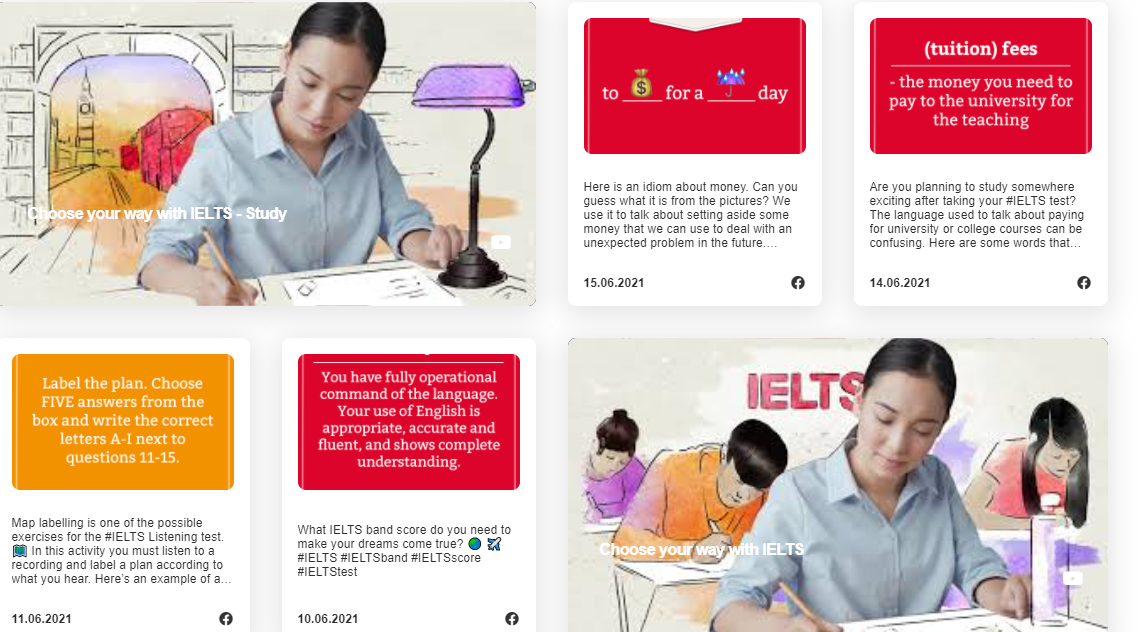 Choose your way with IELTS - Study
to ____ for a _____ day
Here is an idiom about money. Can you
guess what it is from the pictures? We
use it to talk about setting aside some
money that we can use to deal with an
unexpected problem in the future....
15.06.2021
(tuition) fees
- the money you need to
pay to the university for
the teaching
Are you planning to study somewhere
exciting after taking your #IELTS test?
The language used to talk about paying
for university or college courses can be
confusing. Here are some words that...
14.06.2021
Label the plan. Choose
FIVE answers from the
box and write the correct
letters A-I next to
questions 11-15.
Map labelling is one of the possible
exercises for the #IELTS Listening test.
🗺️ In this activity you must listen to a
recording and label a plan according to
what you hear. Here's an example of a...
11.06.2021
You have fully operational
command of the language.
Your use of English is
appropriate, accurate and
fluent, and shows complete
understanding.
What IELTS band score do you need to
make your dreams come true? 🌍 ✈️
#IELTS #IELTSband #IELTSscore
#IELTStest
10.06.2021
IELTS
Choose your way with IELTS